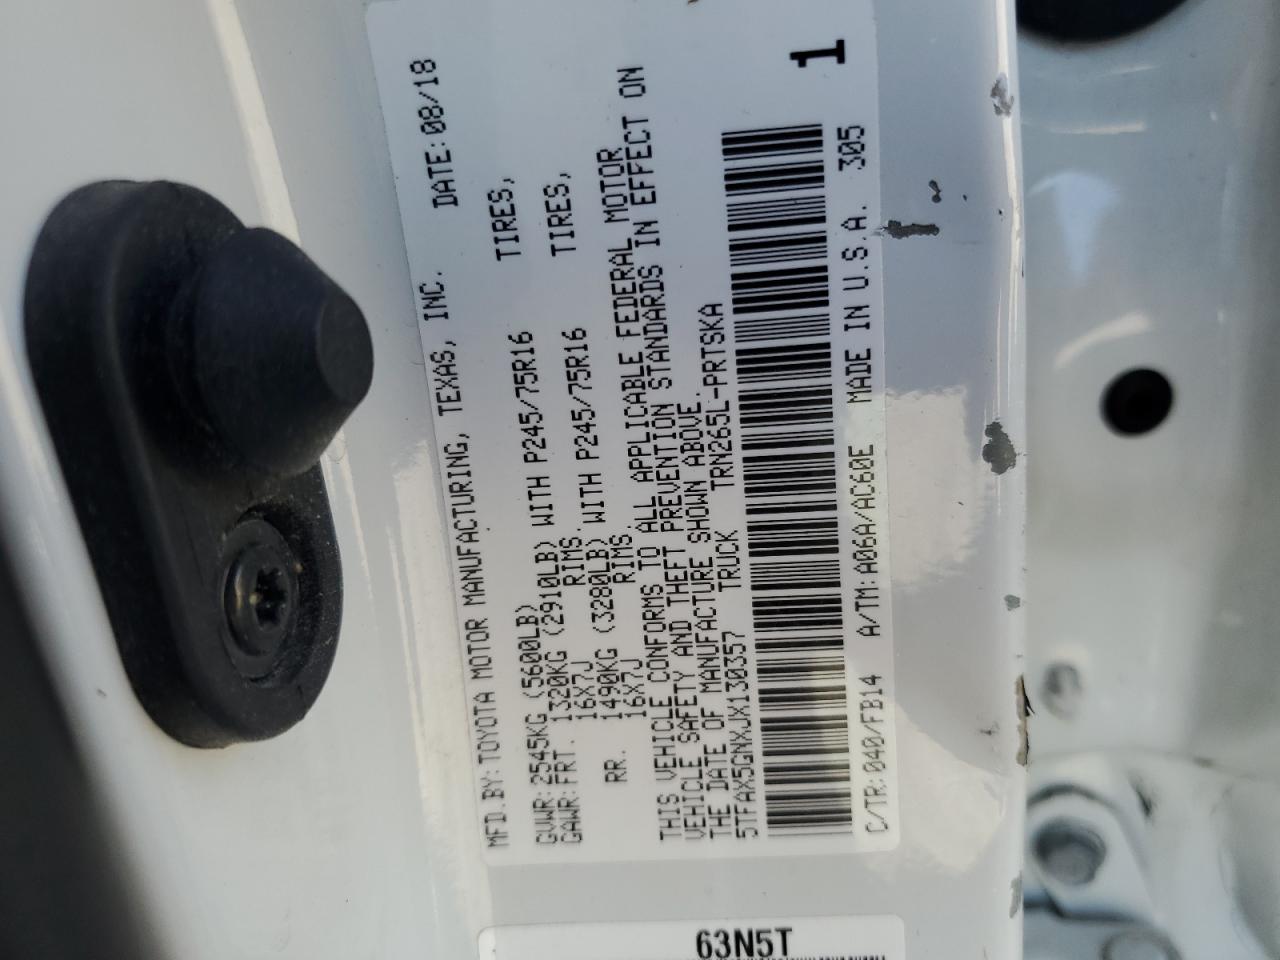 MFD.BY:TOYOTA MOTOR MANUFACTURING, TEXAS, INC. DATE:08/18
GVWR:2545KG (5600LB)
GAWR:FRT. 1320KG (2910LB) WITH P245/75R16 TIRES,
16X7J RIMS,
RR. 1490KG (3280LB) WITH P245/75R16 TIRES,
16X7J RIMS.
THIS VEHICLE CONFORMS TO ALL APPLICABLE FEDERAL MOTOR
VEHICLE SAFETY AND THEFT PREVENTION STANDARDS IN EFFECT ON
THE DATE OF MANUFACTURE SHOWN ABOVE.
5TFAX5GNXJX130357 TRUCK TRN265L-PRTSKA
C/TR:040/FB14 A/TM:A06A/AC60E MADE IN U.S.A. 305
1
63N5T